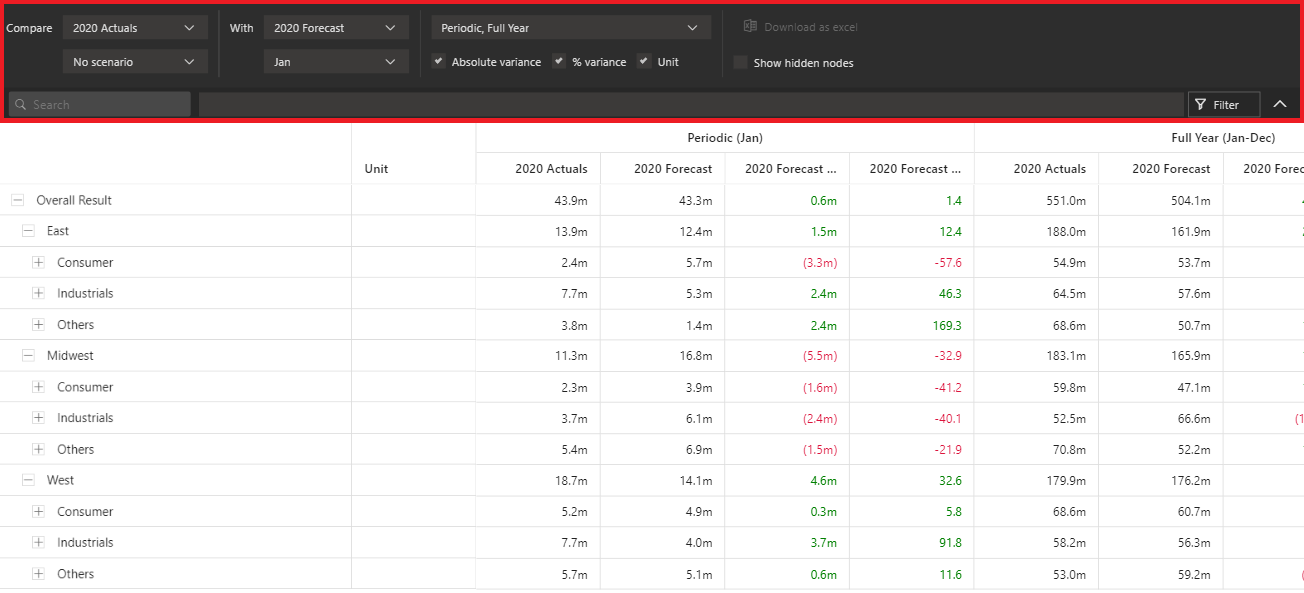 Compare 2020 Actuals With 2020 Forecast Periodic, Full Year Download as excel
No scenario Jan Absolute variance % variance Unit Show hidden nodes
Search Filter
Periodic (Jan) Full Year (Jan-Dec)
Unit 2020 Actuals 2020 Forecast 2020 Forecast ... 2020 Forecast ... 2020 Actuals 2020 Forecast 2020
Overall Result 43.9m 43.3m 0.6m 1.4 551.0m 504.1m
East 13.9m 12.4m 1.5m 12.4 188.0m 161.9m
Consumer 2.4m 5.7m (3.3m) -57.6 54.9m 53.7m
Industrials 7.7m 5.3m 2.4m 46.3 64.5m 57.6m
Others 3.8m 1.4m 2.4m 169.3 68.6m 50.7m
Midwest 11.3m 16.8m (5.5m) -32.9 183.1m 165.9m
Consumer 2.3m 3.9m (1.6m) -41.2 59.8m 47.1m
Industrials 3.7m 6.1m (2.4m) -40.1 52.5m 66.6m
Others 5.4m 6.9m (1.5m) -21.9 70.8m 52.2m
West 18.7m 14.1m 4.6m 32.6 179.9m 176.2m
Consumer 5.2m 4.9m 0.3m 5.8 68.6m 60.7m
Industrials 7.7m 4.0m 3.7m 91.8 58.2m 56.3m
Others 5.7m 5.1m 0.6m 11.6 53.0m 59.2m